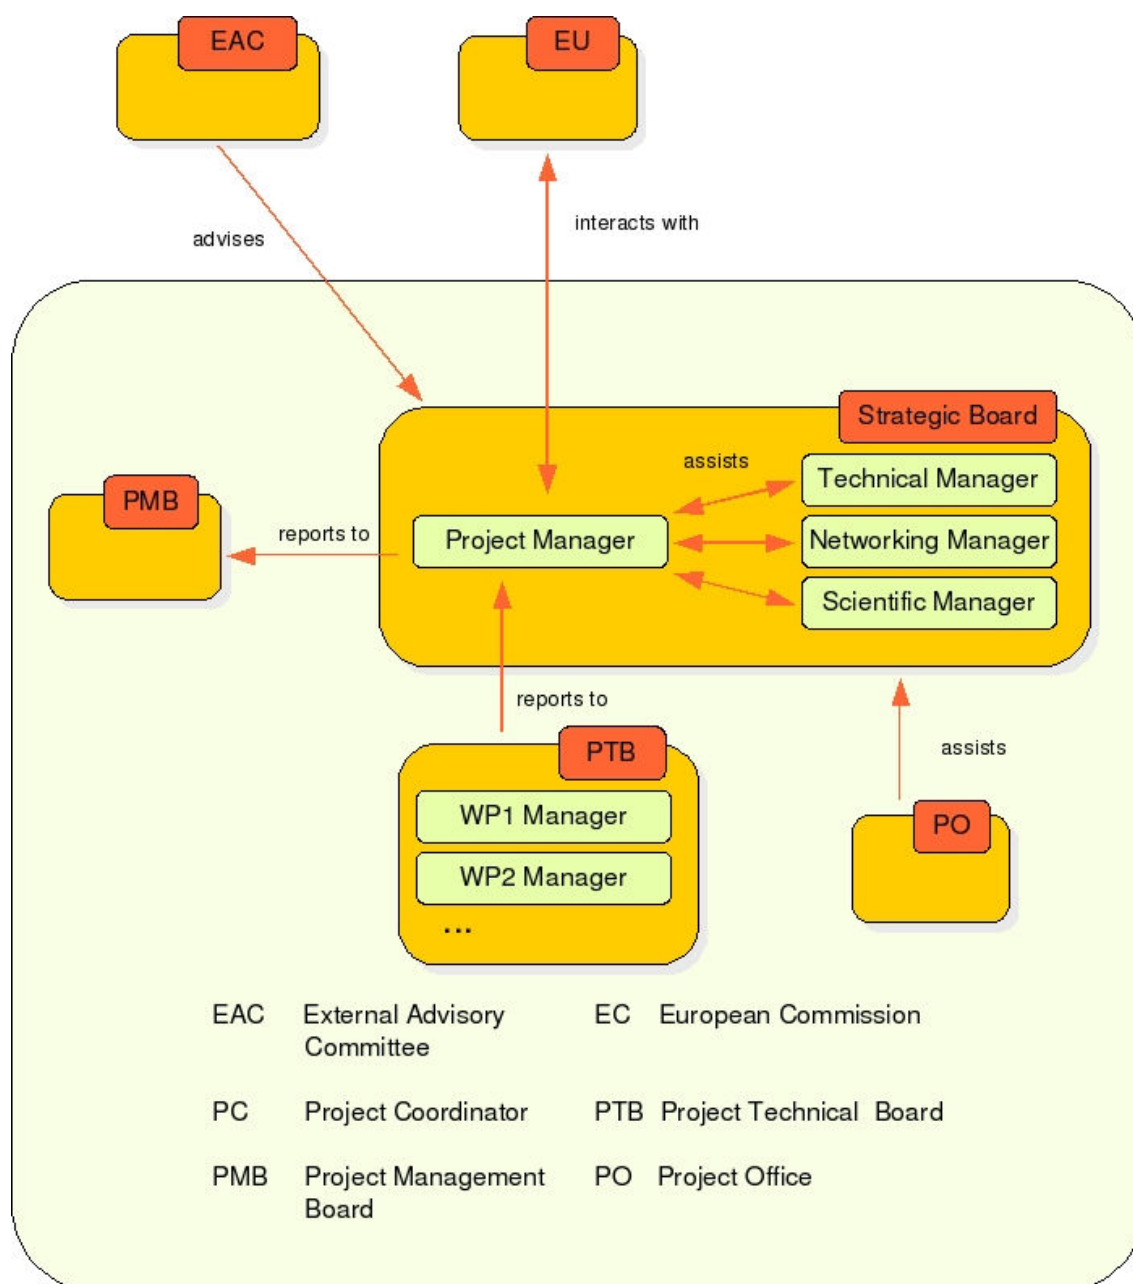 EAC
EU
advises
interacts with
Strategic Board
assists
Technical Manager
PMB
reports to
Project Manager
Networking Manager
Scientific Manager
reports to
PTB
assists
WP1 Manager
PO
WP2 Manager
...
EAC External Advisory Committee
EC European Commission
PC Project Coordinator
PTB Project Technical Board
PMB Project Management Board
PO Project Office